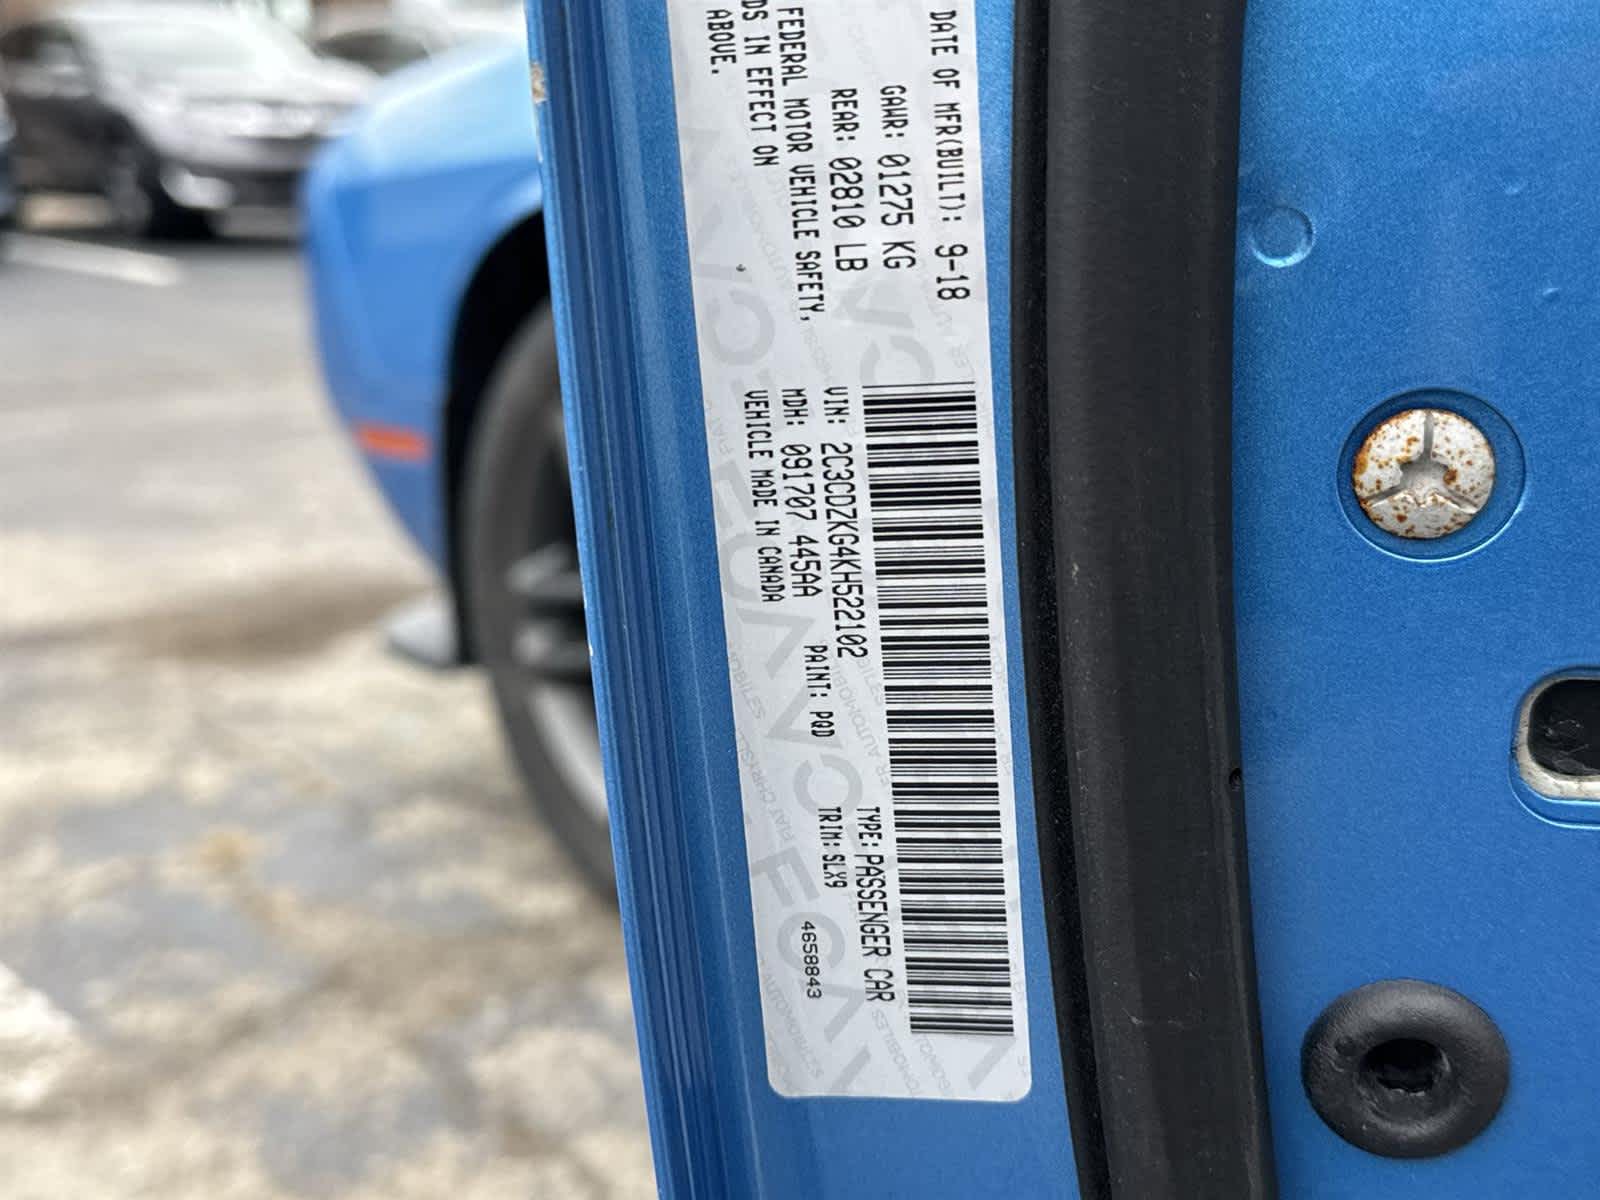 DATE OF MFR(BUILT): 9-18
GAWR: 01275 KG
REAR: 02810 LB
FEDERAL MOTOR VEHICLE SAFETY,
DS IN EFFECT ON
ABOVE.
VIN: 2C3CDZKG4KH522102
TYPE: PASSENGER CAR
MDH: 091707 445AA
PAINT: PQD
TRIM: SLX9
VEHICLE MADE IN CANADA
4658843